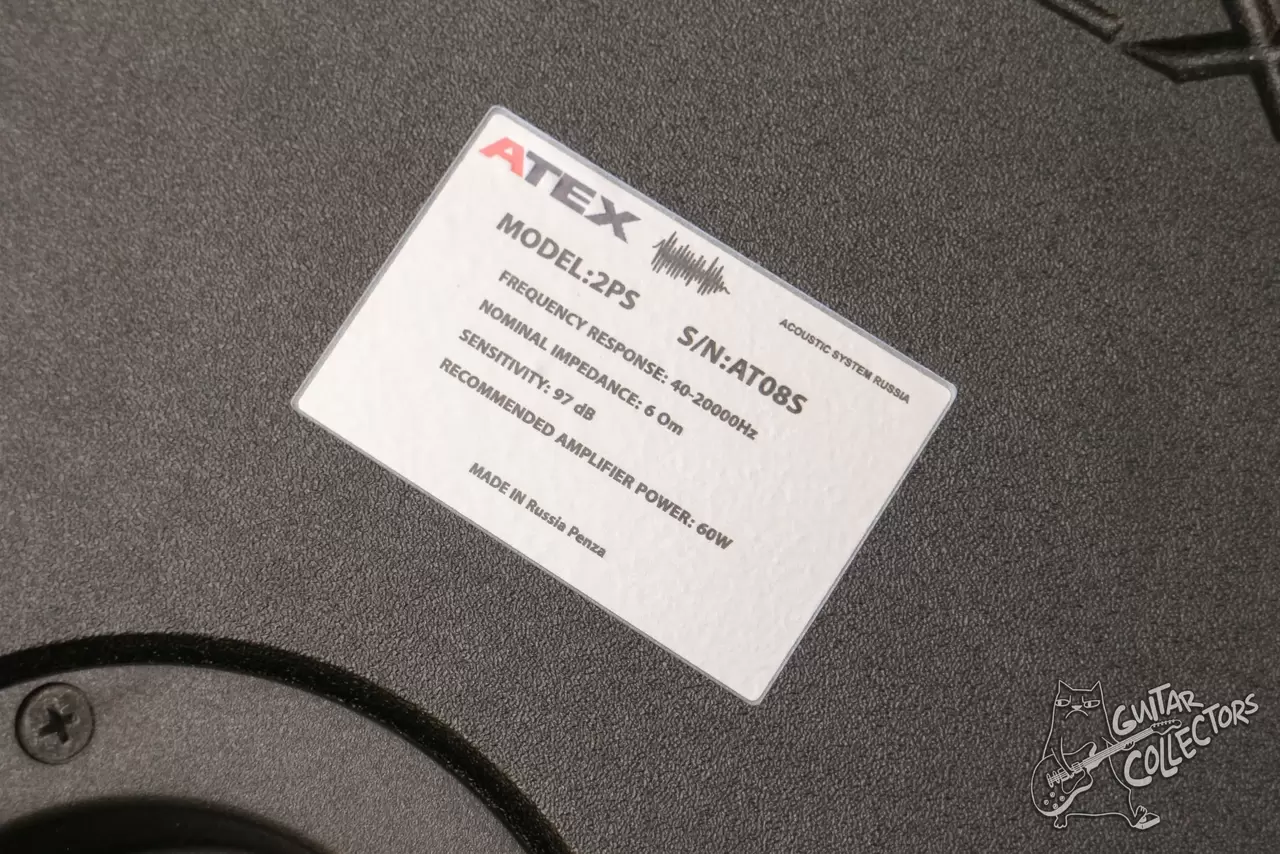 ATEX
ACOUSTIC SYSTEM RUSSIA
MODEL:2PS
S/N:AT08S
FREQUENCY RESPONSE: 40-20000Hz
NOMINAL IMPEDANCE: 6 Om
SENSITIVITY: 97 dB
RECOMMENDED AMPLIFIER POWER: 60W
MADE IN Russia Penza
GUITAR
COLLECTORS